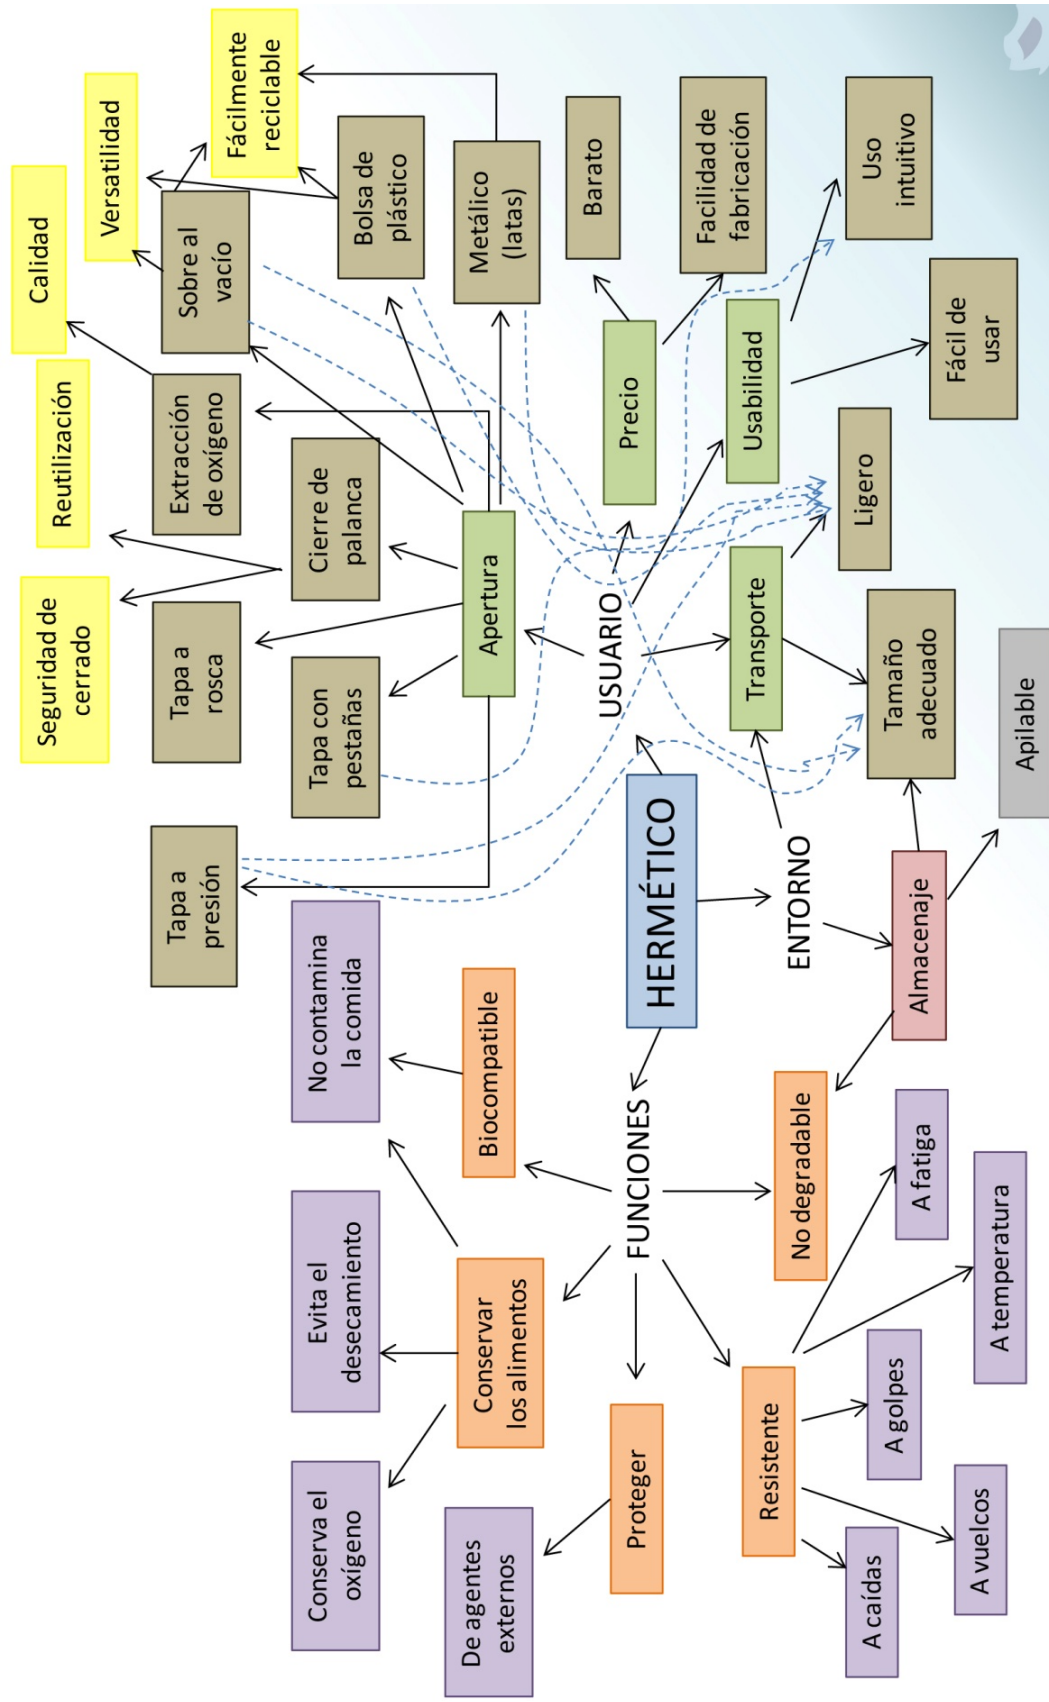 Tapa a
presión
Seguridad de
cerrado
Reutilización
Calidad
Versatilidad
Tapa a
rosca
Extracción
de oxígeno
Sobre al
vacío
Fácilmente
reciclable
Conserva el
oxígeno
Evita el
desecamiento
No contamina
la comida
Tapa con
pestañas
Cierre de
palanca
Bolsa de
plástico
De agentes
externos
Conservar
los alimentos
Biocompatible
Apertura
Metálico
(latas)
Proteger
FUNCIONES
HERMÉTICO
USUARIO
Precio
Barato
Resistente
No degradable
ENTORNO
Transporte
Usabilidad
Facilidad de
fabricación
A caídas
A golpes
A fatiga
Almacenaje
Tamaño
adecuado
Ligero
Uso
intuitivo
A vuelcos
A temperatura
Apilable
Fácil de
usar